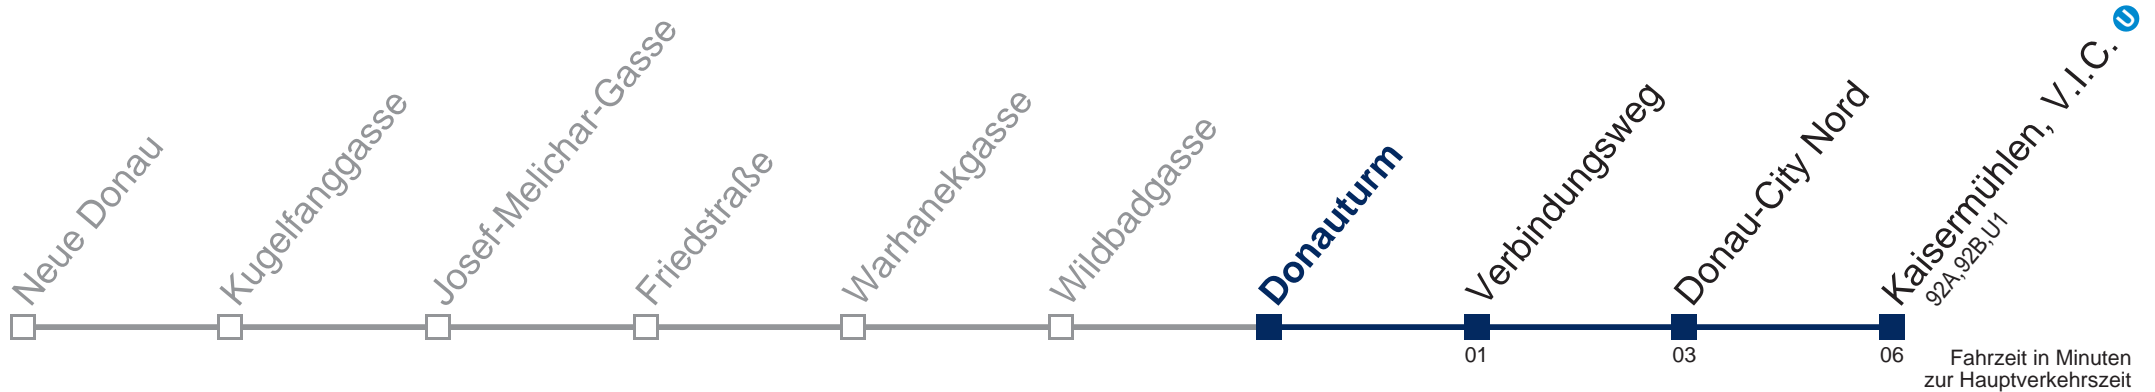 Neue Donau
Kugelfanggasse
Josef-Melichar-Gasse
Friedstraße
Warhanekgasse
Wildbadgasse
Donauturm
Verbindungsweg
Donau-City Nord
Kaisermühlen, V.I.C. U
92A,92B,U1
01
03
06
Fahrzeit in Minuten
zur Hauptverkehrszeit